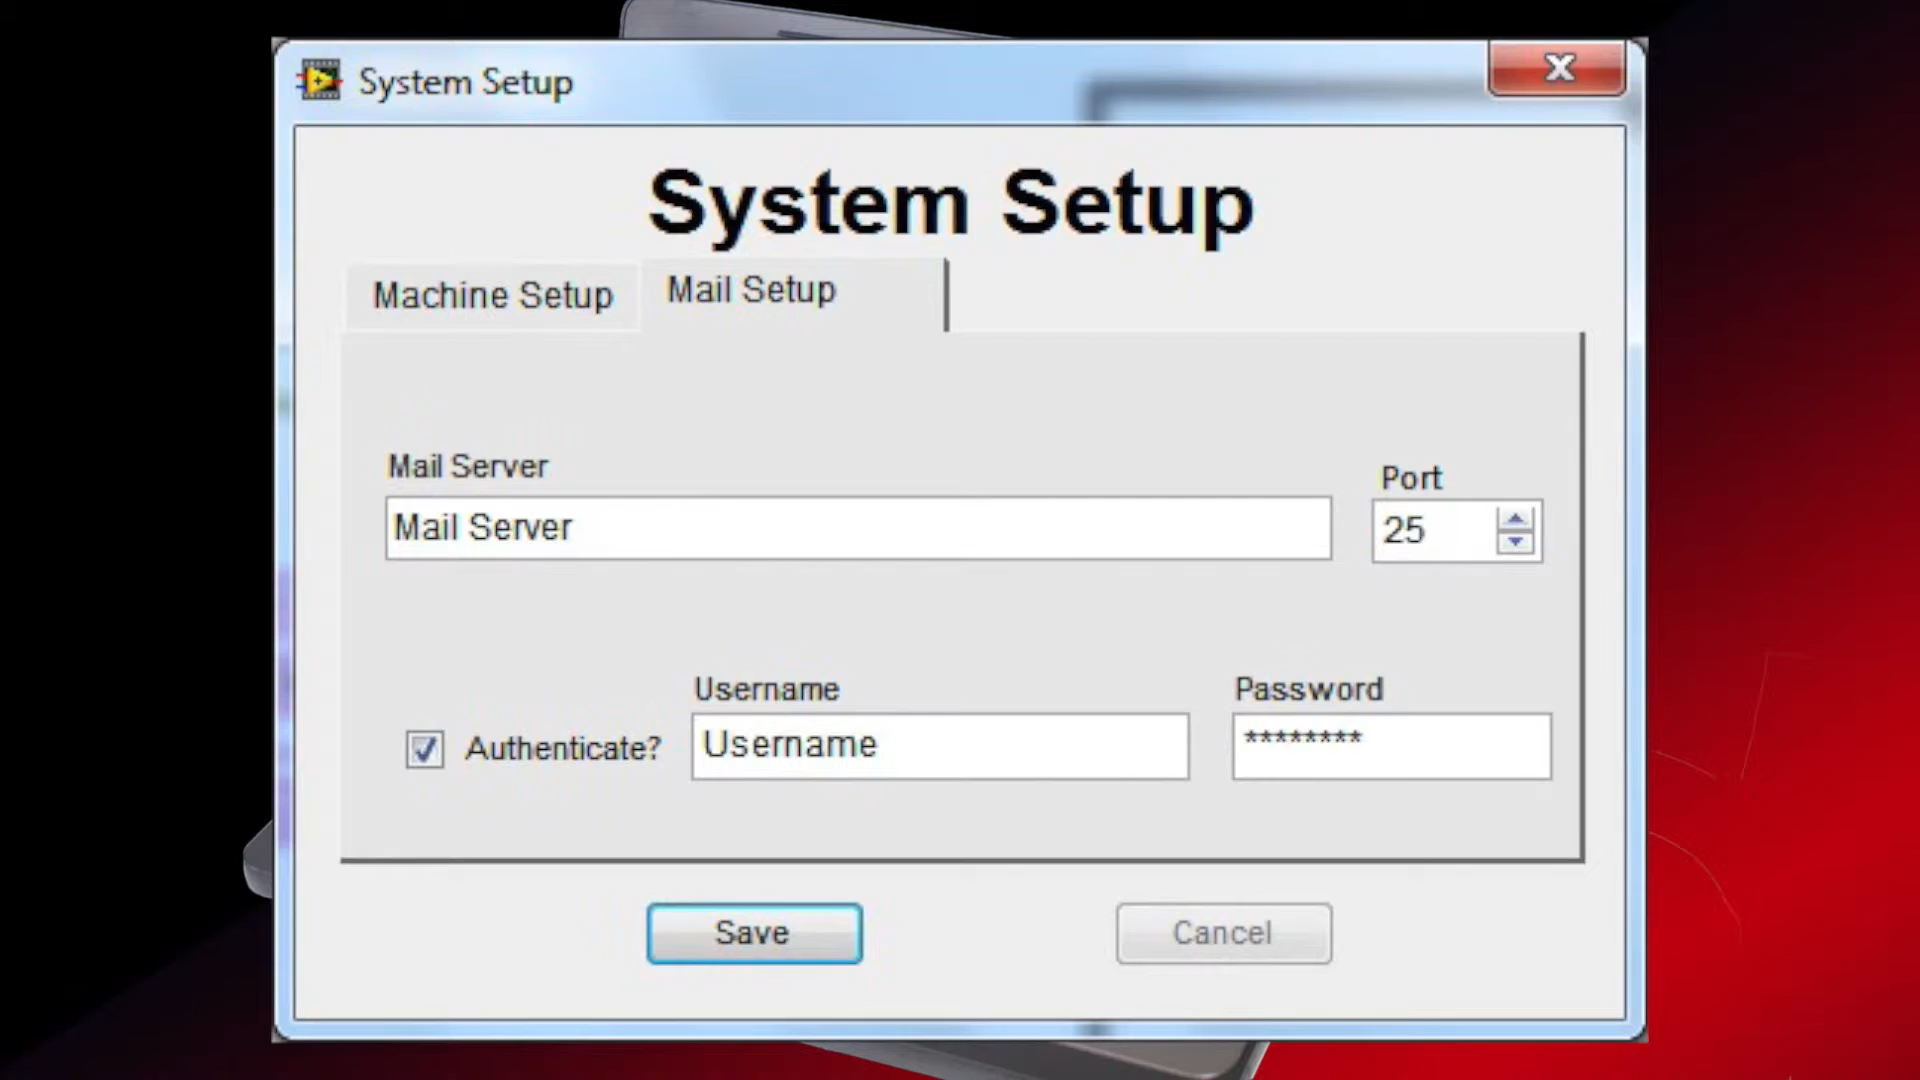 System Setup
System Setup
Machine Setup
Mail Setup
Mail Server
Port
Mail Server
25
Username
Password
Authenticate?
Username
********
Save
Cancel